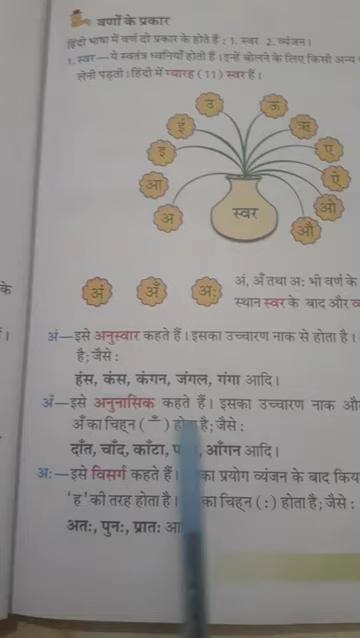 वर्णों के प्रकार
हिंदी भाषा में वर्ण दो प्रकार के होते हैं : 1. स्वर 2. व्यंजन।
1. स्वर—ये स्वतंत्र ध्वनियाँ होती हैं। इन्हें बोलने के लिए किसी अन्य
लेनी पड़ती। हिंदी में ग्यारह (11) स्वर हैं।
अ
आ
इ
ई
उ
ऊ
ऋ
ए
ऐ
ओ
औ
स्वर
अं
अँ
अः
अं, अँ तथा अः भी वर्ण के
स्थान स्वर के बाद और
के
अं—इसे अनुस्वार कहते हैं। इसका उच्चारण नाक से होता है।
है; जैसे :
हंस, कंस, कंगन, जंगल, गंगा आदि।
अँ—इसे अनुनासिक कहते हैं। इसका उच्चारण नाक
अँ का चिह्न ( ँ ) है; जैसे :
दाँत, चाँद, काँटा, आँगन आदि।
अः—इसे विसर्ग कहते हैं। का प्रयोग व्यंजन के बाद
'ह' की तरह होता है। का चिह्न (:) होता है; जैसे :
अतः, पुनः, प्रातः